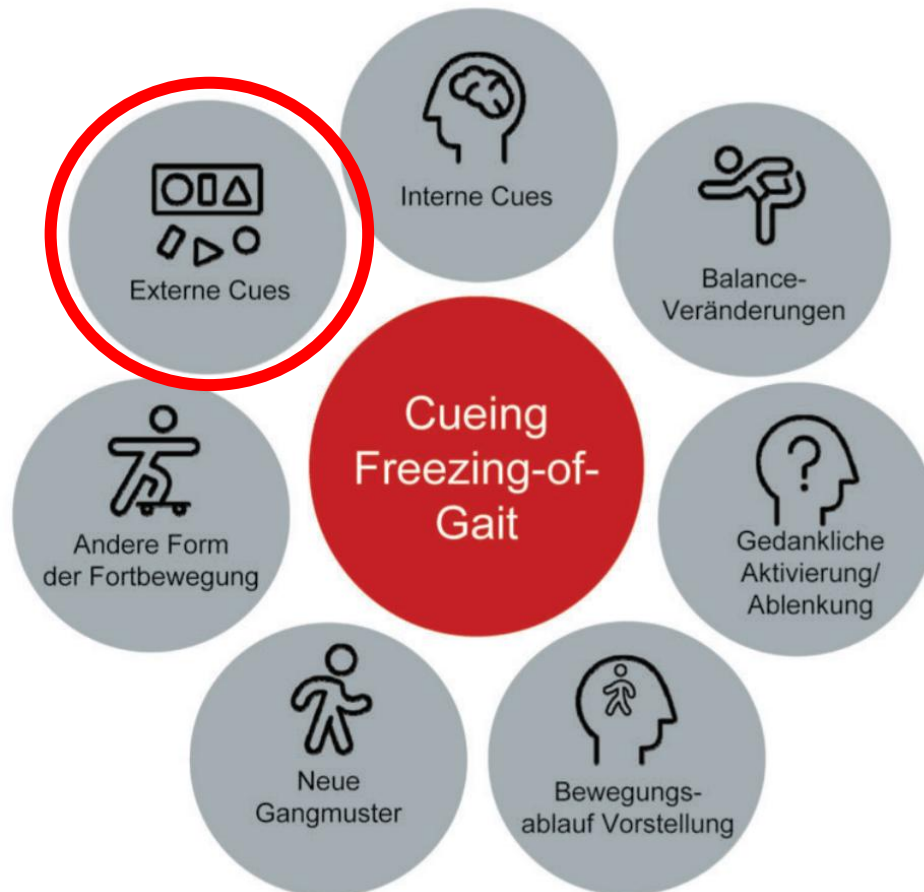 Interne Cues
Externe Cues
Balance-
Veränderungen
Cueing
Freezing-of-
Gait
Andere Form
der Fortbewegung
Gedankliche
Aktivierung/
Ablenkung
Neue
Gangmuster
Bewegungs-
ablauf Vorstellung